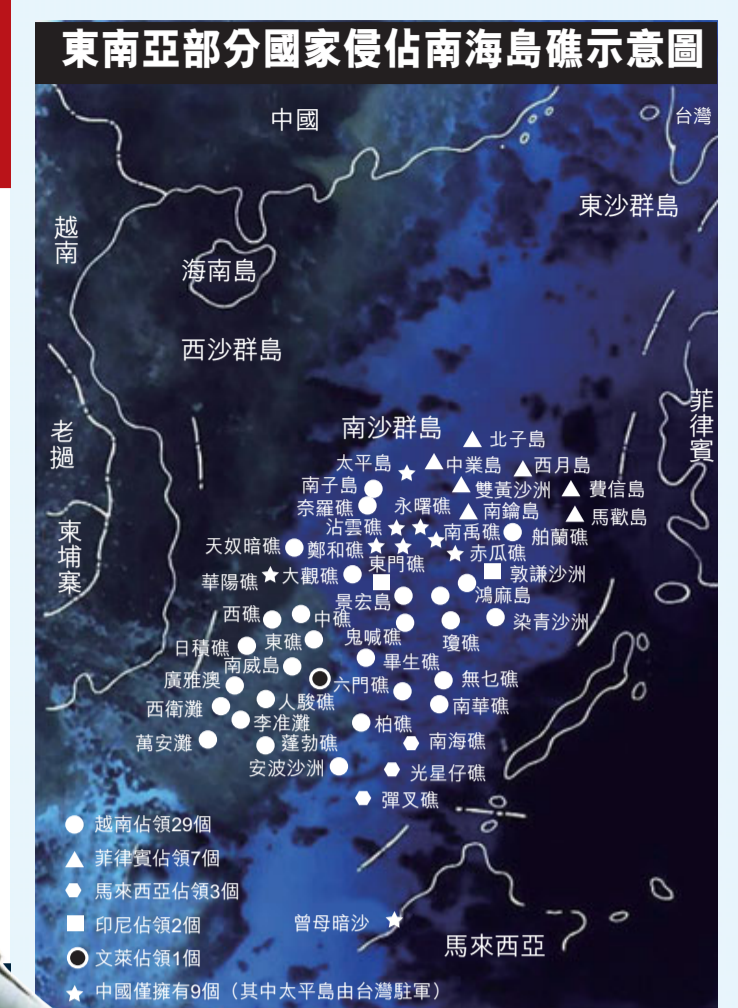 東南亞部分國家侵佔南海島礁示意圖
中國
台灣
東沙群島
越南
海南島
西沙群島
菲律賓
老撾
柬埔寨
南沙群島
北子島
太平島
中業島
西月島
南子島
雙黃沙洲
費信島
奈羅礁
永曙礁
南鑰島
馬歡島
沾雲礁
南禹礁
舶蘭礁
天奴暗礁
鄭和礁
東門礁
赤瓜礁
華陽礁
大觀礁
敦謙沙洲
景宏島
鴻麻島
西礁
中礁
染青沙洲
日積礁
東礁
鬼喊礁
瓊礁
南威島
畢生礁
廣雅澳
六門礁
無乜礁
西衛灘
人駿礁
南華礁
李准灘
柏礁
萬安灘
蓬勃礁
南海礁
安波沙洲
光星仔礁
彈叉礁
越南佔領29個
菲律賓佔領7個
馬來西亞佔領3個
印尼佔領2個
曾母暗沙
馬來西亞
文萊佔領1個
中國僅擁有9個（其中太平島由台灣駐軍）